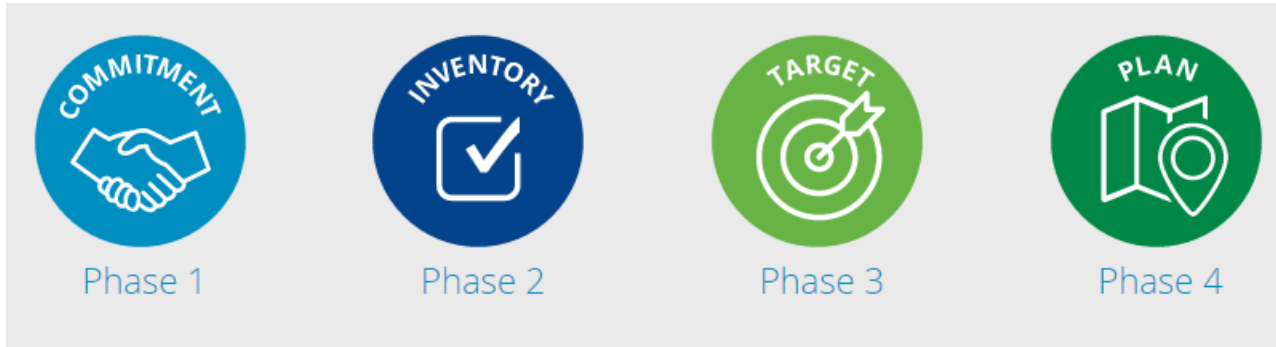 COMMITMENT
INVENTORY
TARGET
PLAN
Phase 1
Phase 2
Phase 3
Phase 4